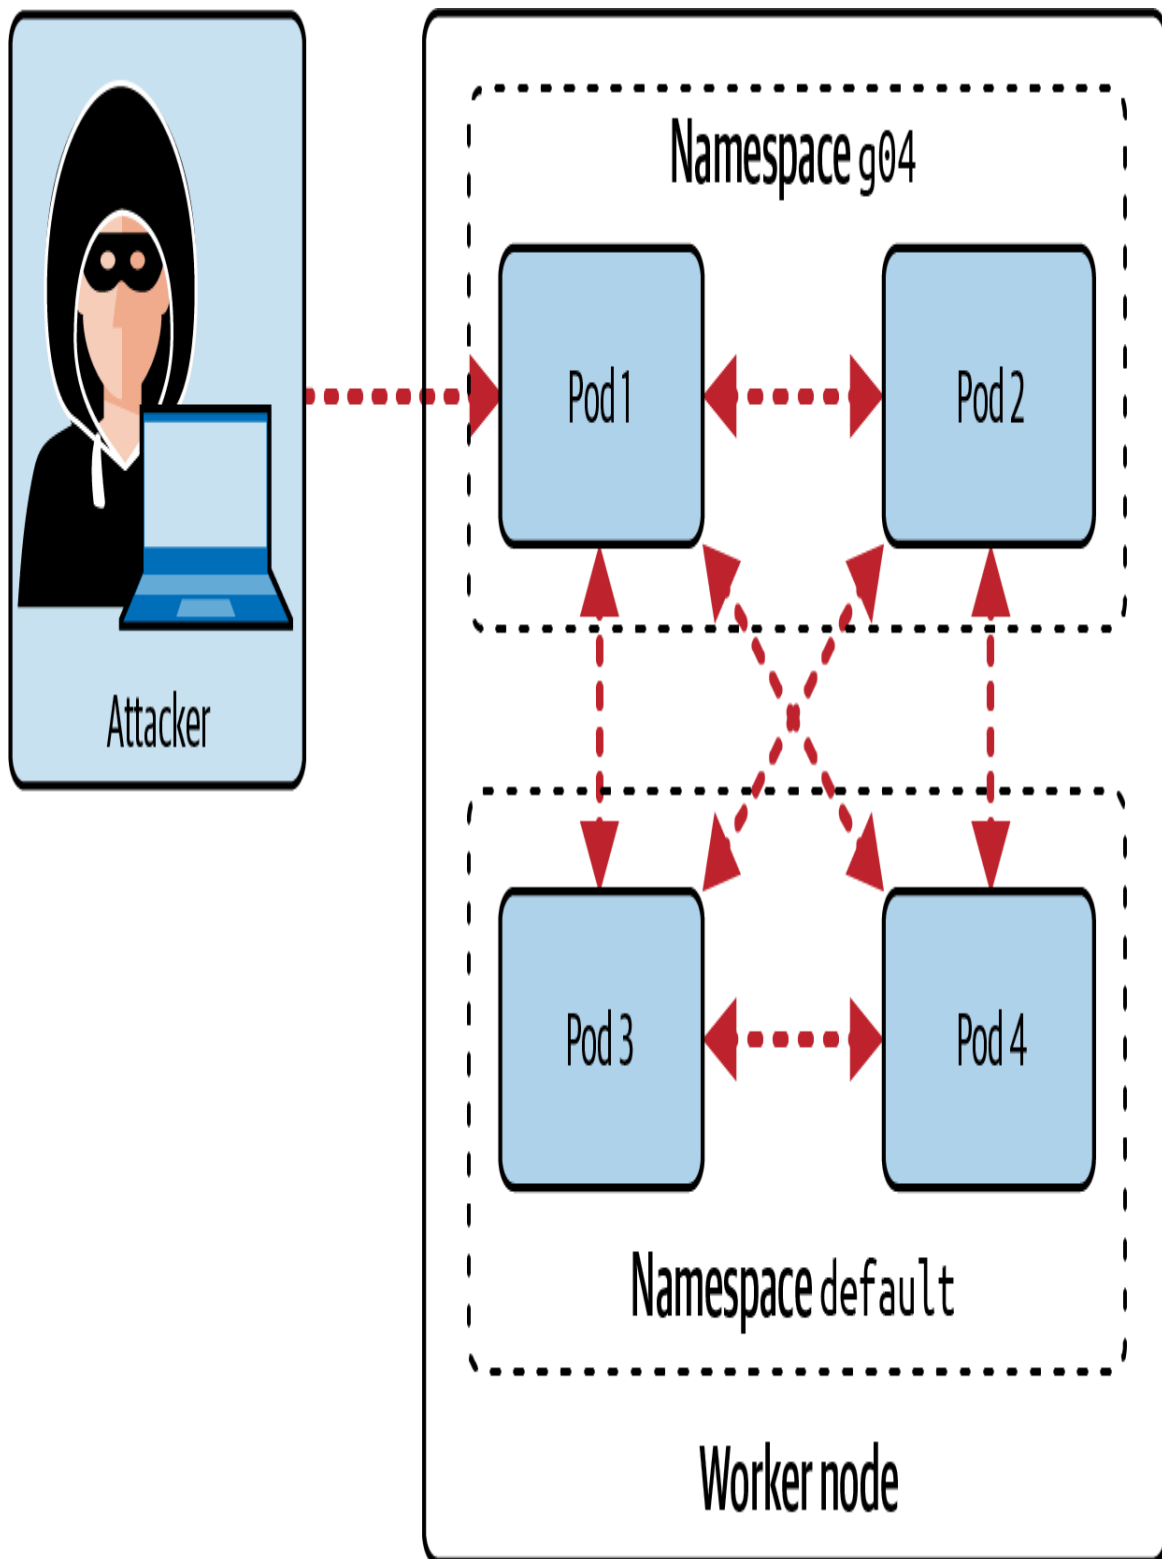 Namespace g04
Pod 1
Pod 2
Attacker
Pod 3
Pod 4
Namespace default
Worker node